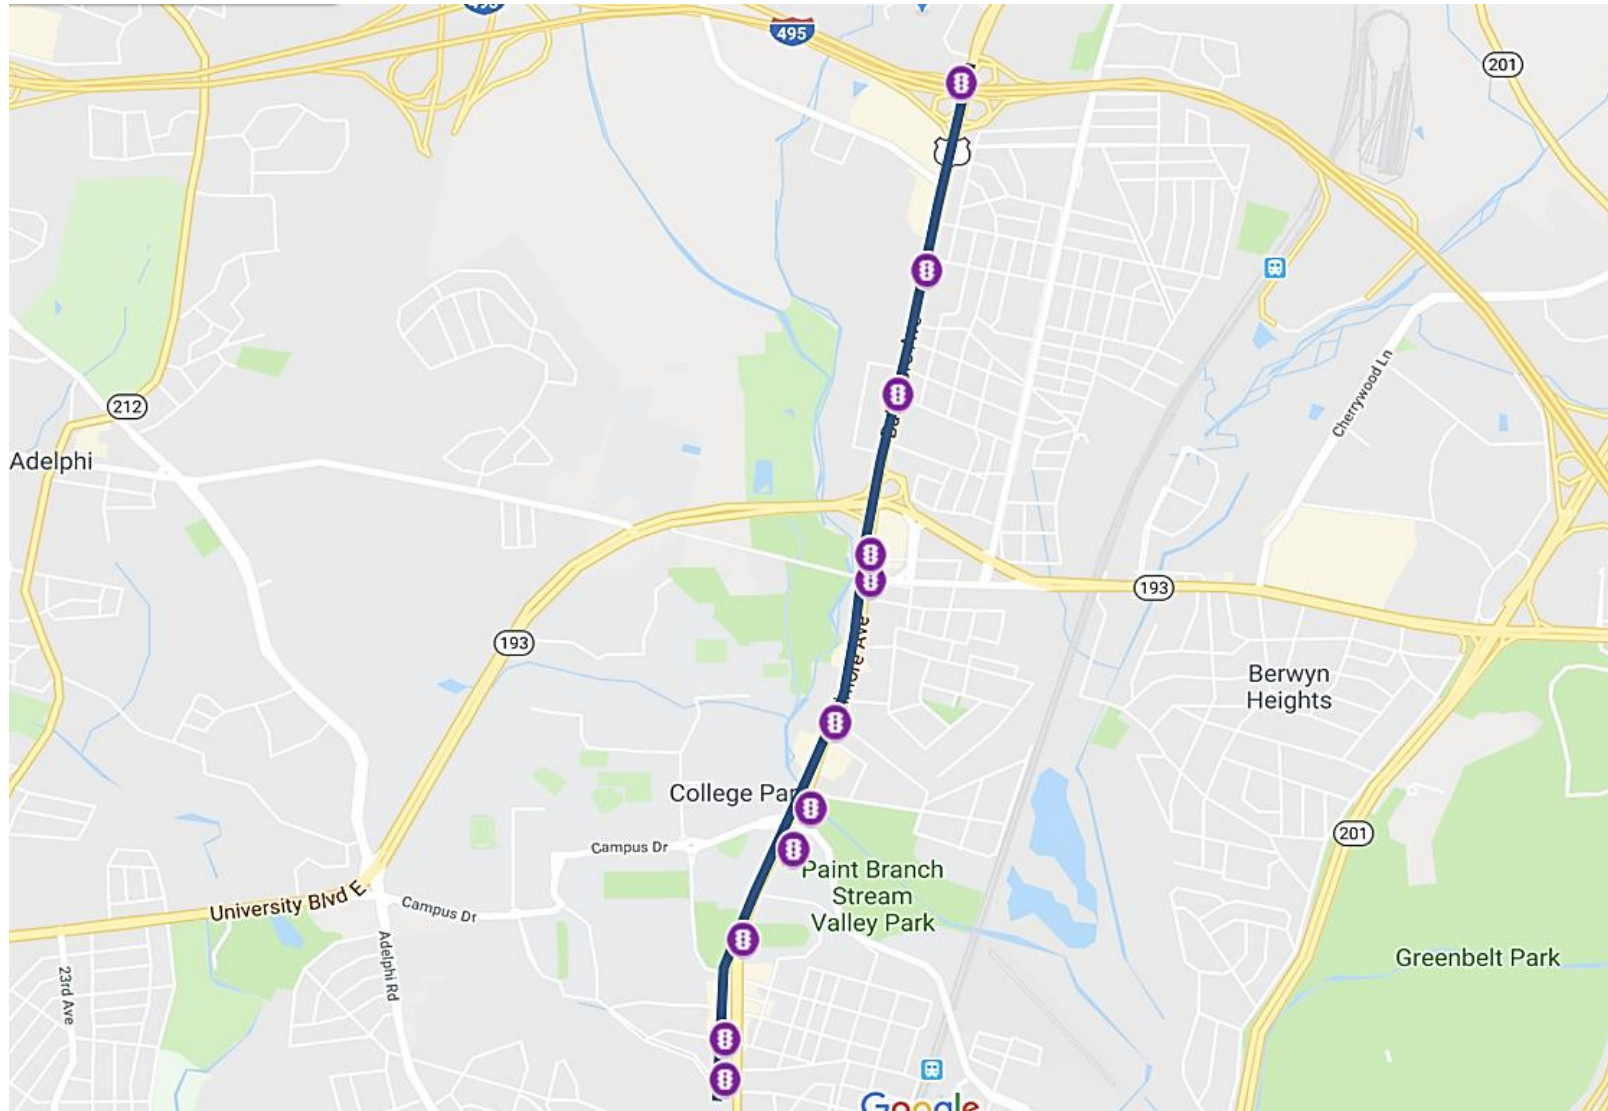 495
495
201
212
Adelphi
Cherrywood Ln
193
193
Berwyn
Heights
College Par
Campus Dr
201
Paint Branch
Stream
Valley Park
University Blvd E
Campus Dr
Adelphi Rd
23rd Ave
Greenbelt Park
Google